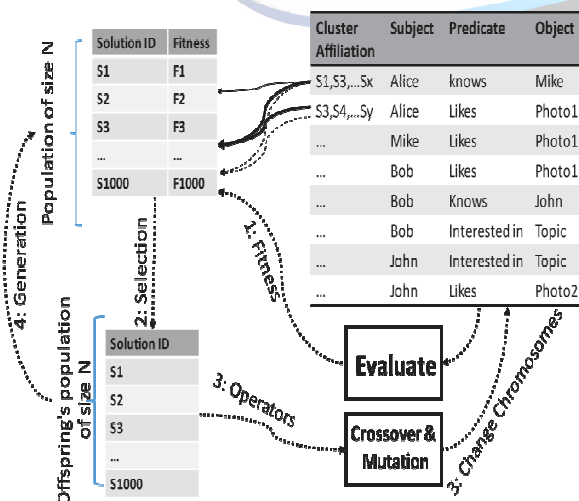 Population of size N
Solution ID Fitness
S1 F1
S2 F2
S3 F3
... ...
S1000 F1000
Cluster Affiliation Subject Predicate Object
S1,S3,...Sx Alice knows Mike
S3,S4,...Sy Alice Likes Photo1
... Mike Likes Photo1
... Bob Likes Photo1
... Bob Knows John
... Bob Interested in Topic
... John Interested in Topic
... John Likes Photo2
4: Generation
2: Selection
1: Fitness
Offspring's population
of size N
Solution ID
S1
S2
S3
...
S1000
3: Operators
Evaluate
Crossover &
Mutation
3: Change Chromosomes